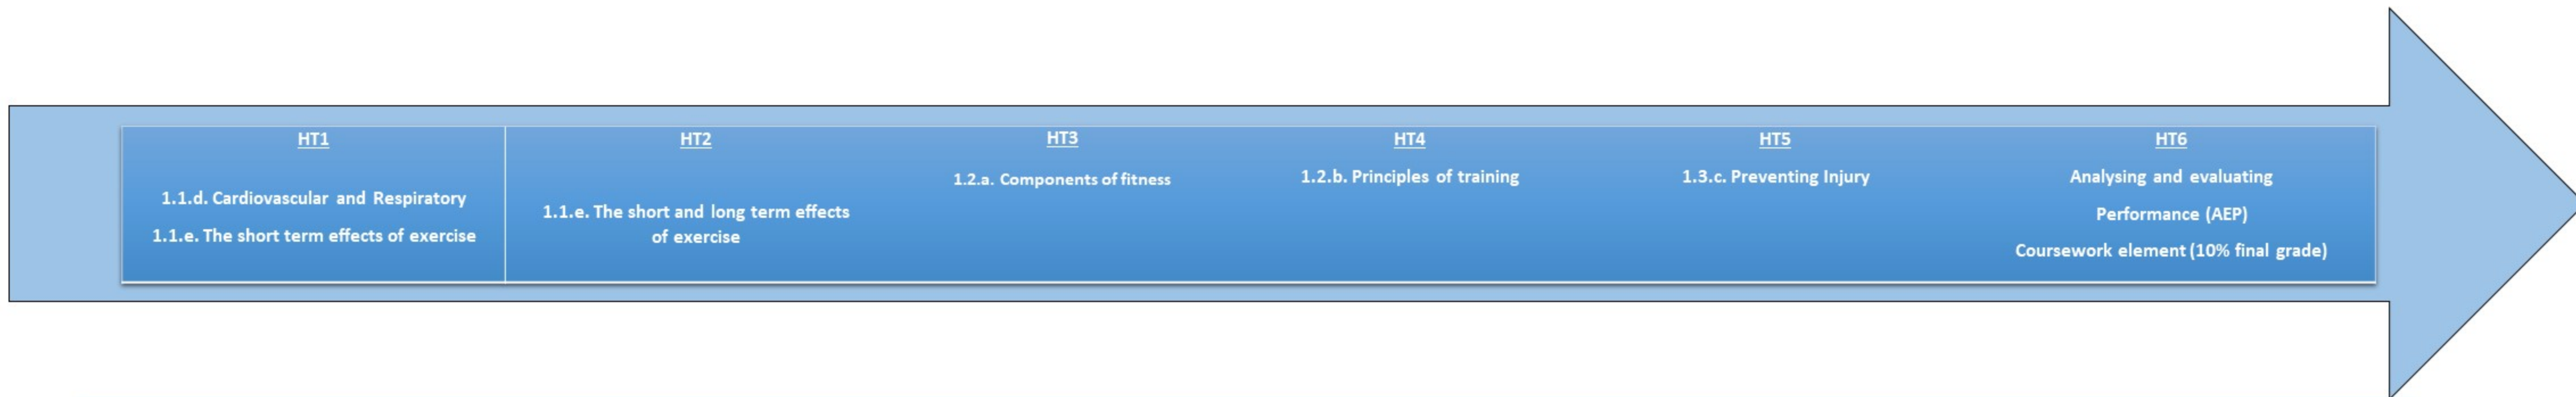 HT1
1.1.d. Cardiovascular and Respiratory
1.1.e. The short term effects of exercise
HT2
1.1.e. The short and long term effects
of exercise
HT3
1.2.a. Components of fitness
HT4
1.2.b. Principles of training
HT5
1.3.c. Preventing Injury
HT6
Analysing and evaluating
Performance (AEP)
Coursework element (10% final grade)